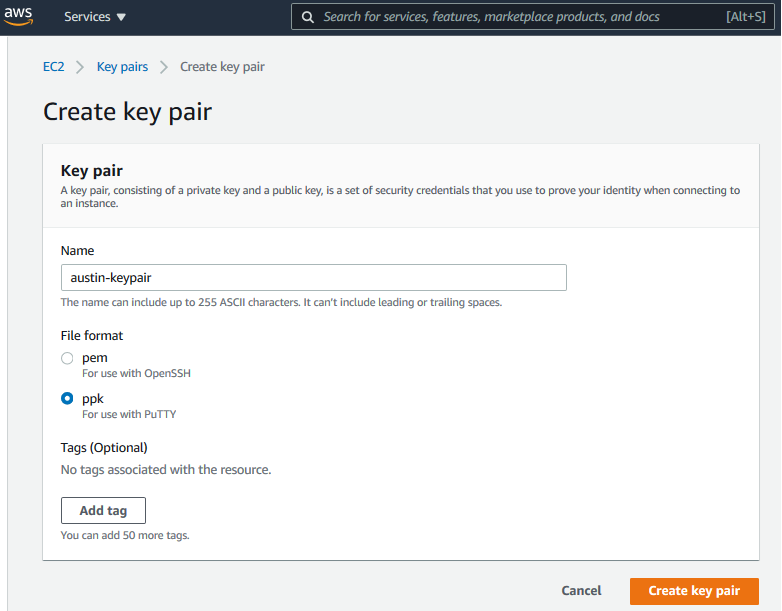 aws
Services
Search for services, features, marketplace products, and docs
[Alt+S]
EC2
Key pairs
Create key pair
Create key pair
Key pair
A key pair, consisting of a private key and a public key, is a set of security credentials that you use to prove your identity when connecting to
an instance.
Name
austin-keypair
The name can include up to 255 ASCII characters. It can't include leading or trailing spaces.
File format
pem
For use with OpenSSH
ppk
For use with PuTTY
Tags (Optional)
No tags associated with the resource.
Add tag
You can add 50 more tags.
Cancel
Create key pair